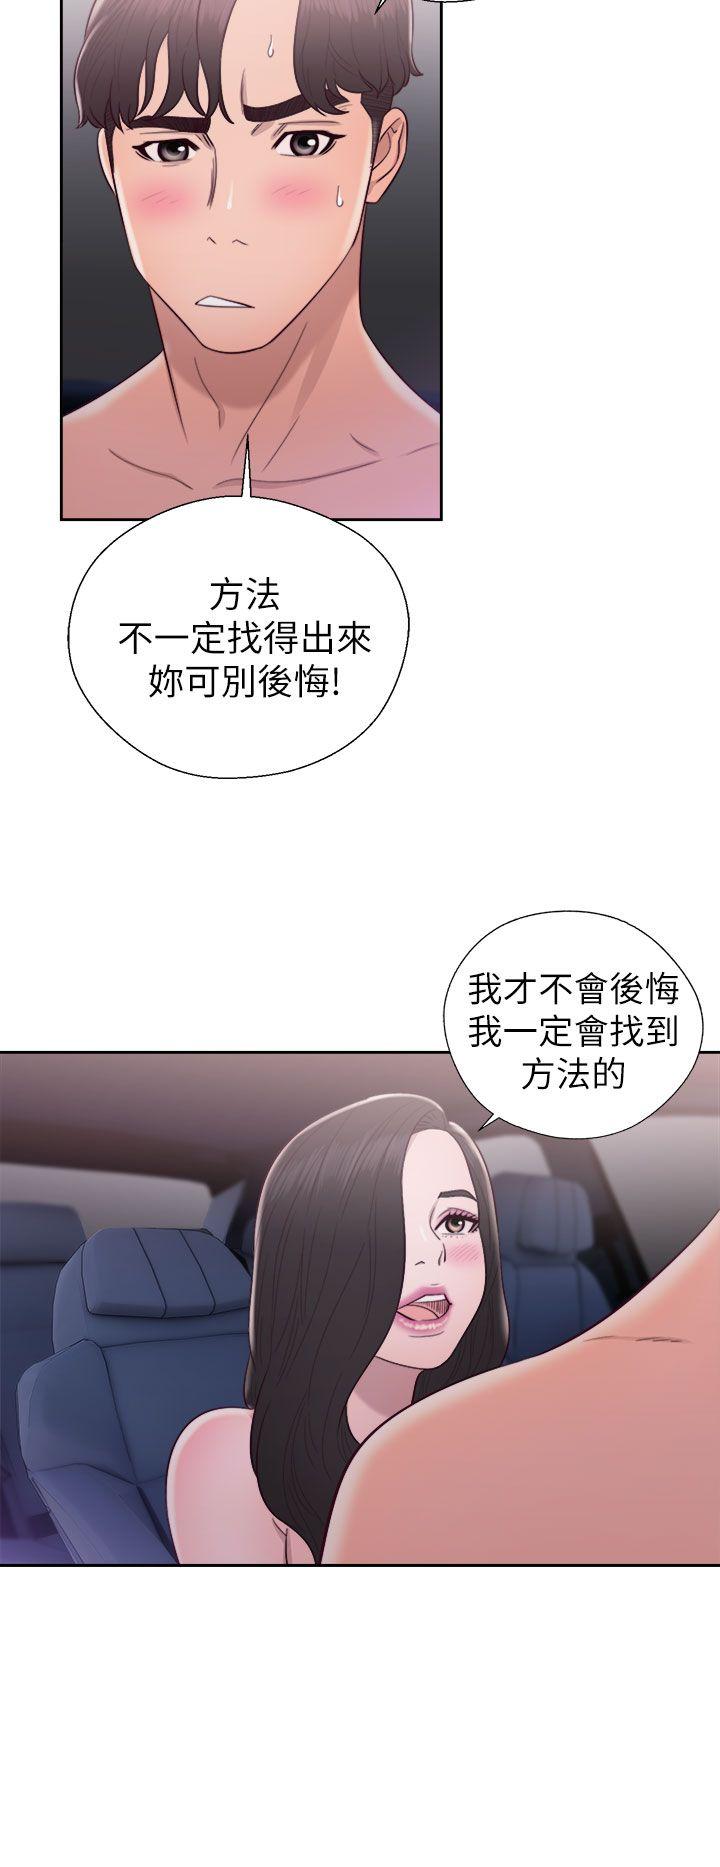 方法
不一定找得出來
妳可別後悔!
我才不會後悔
我一定會找到
方法的